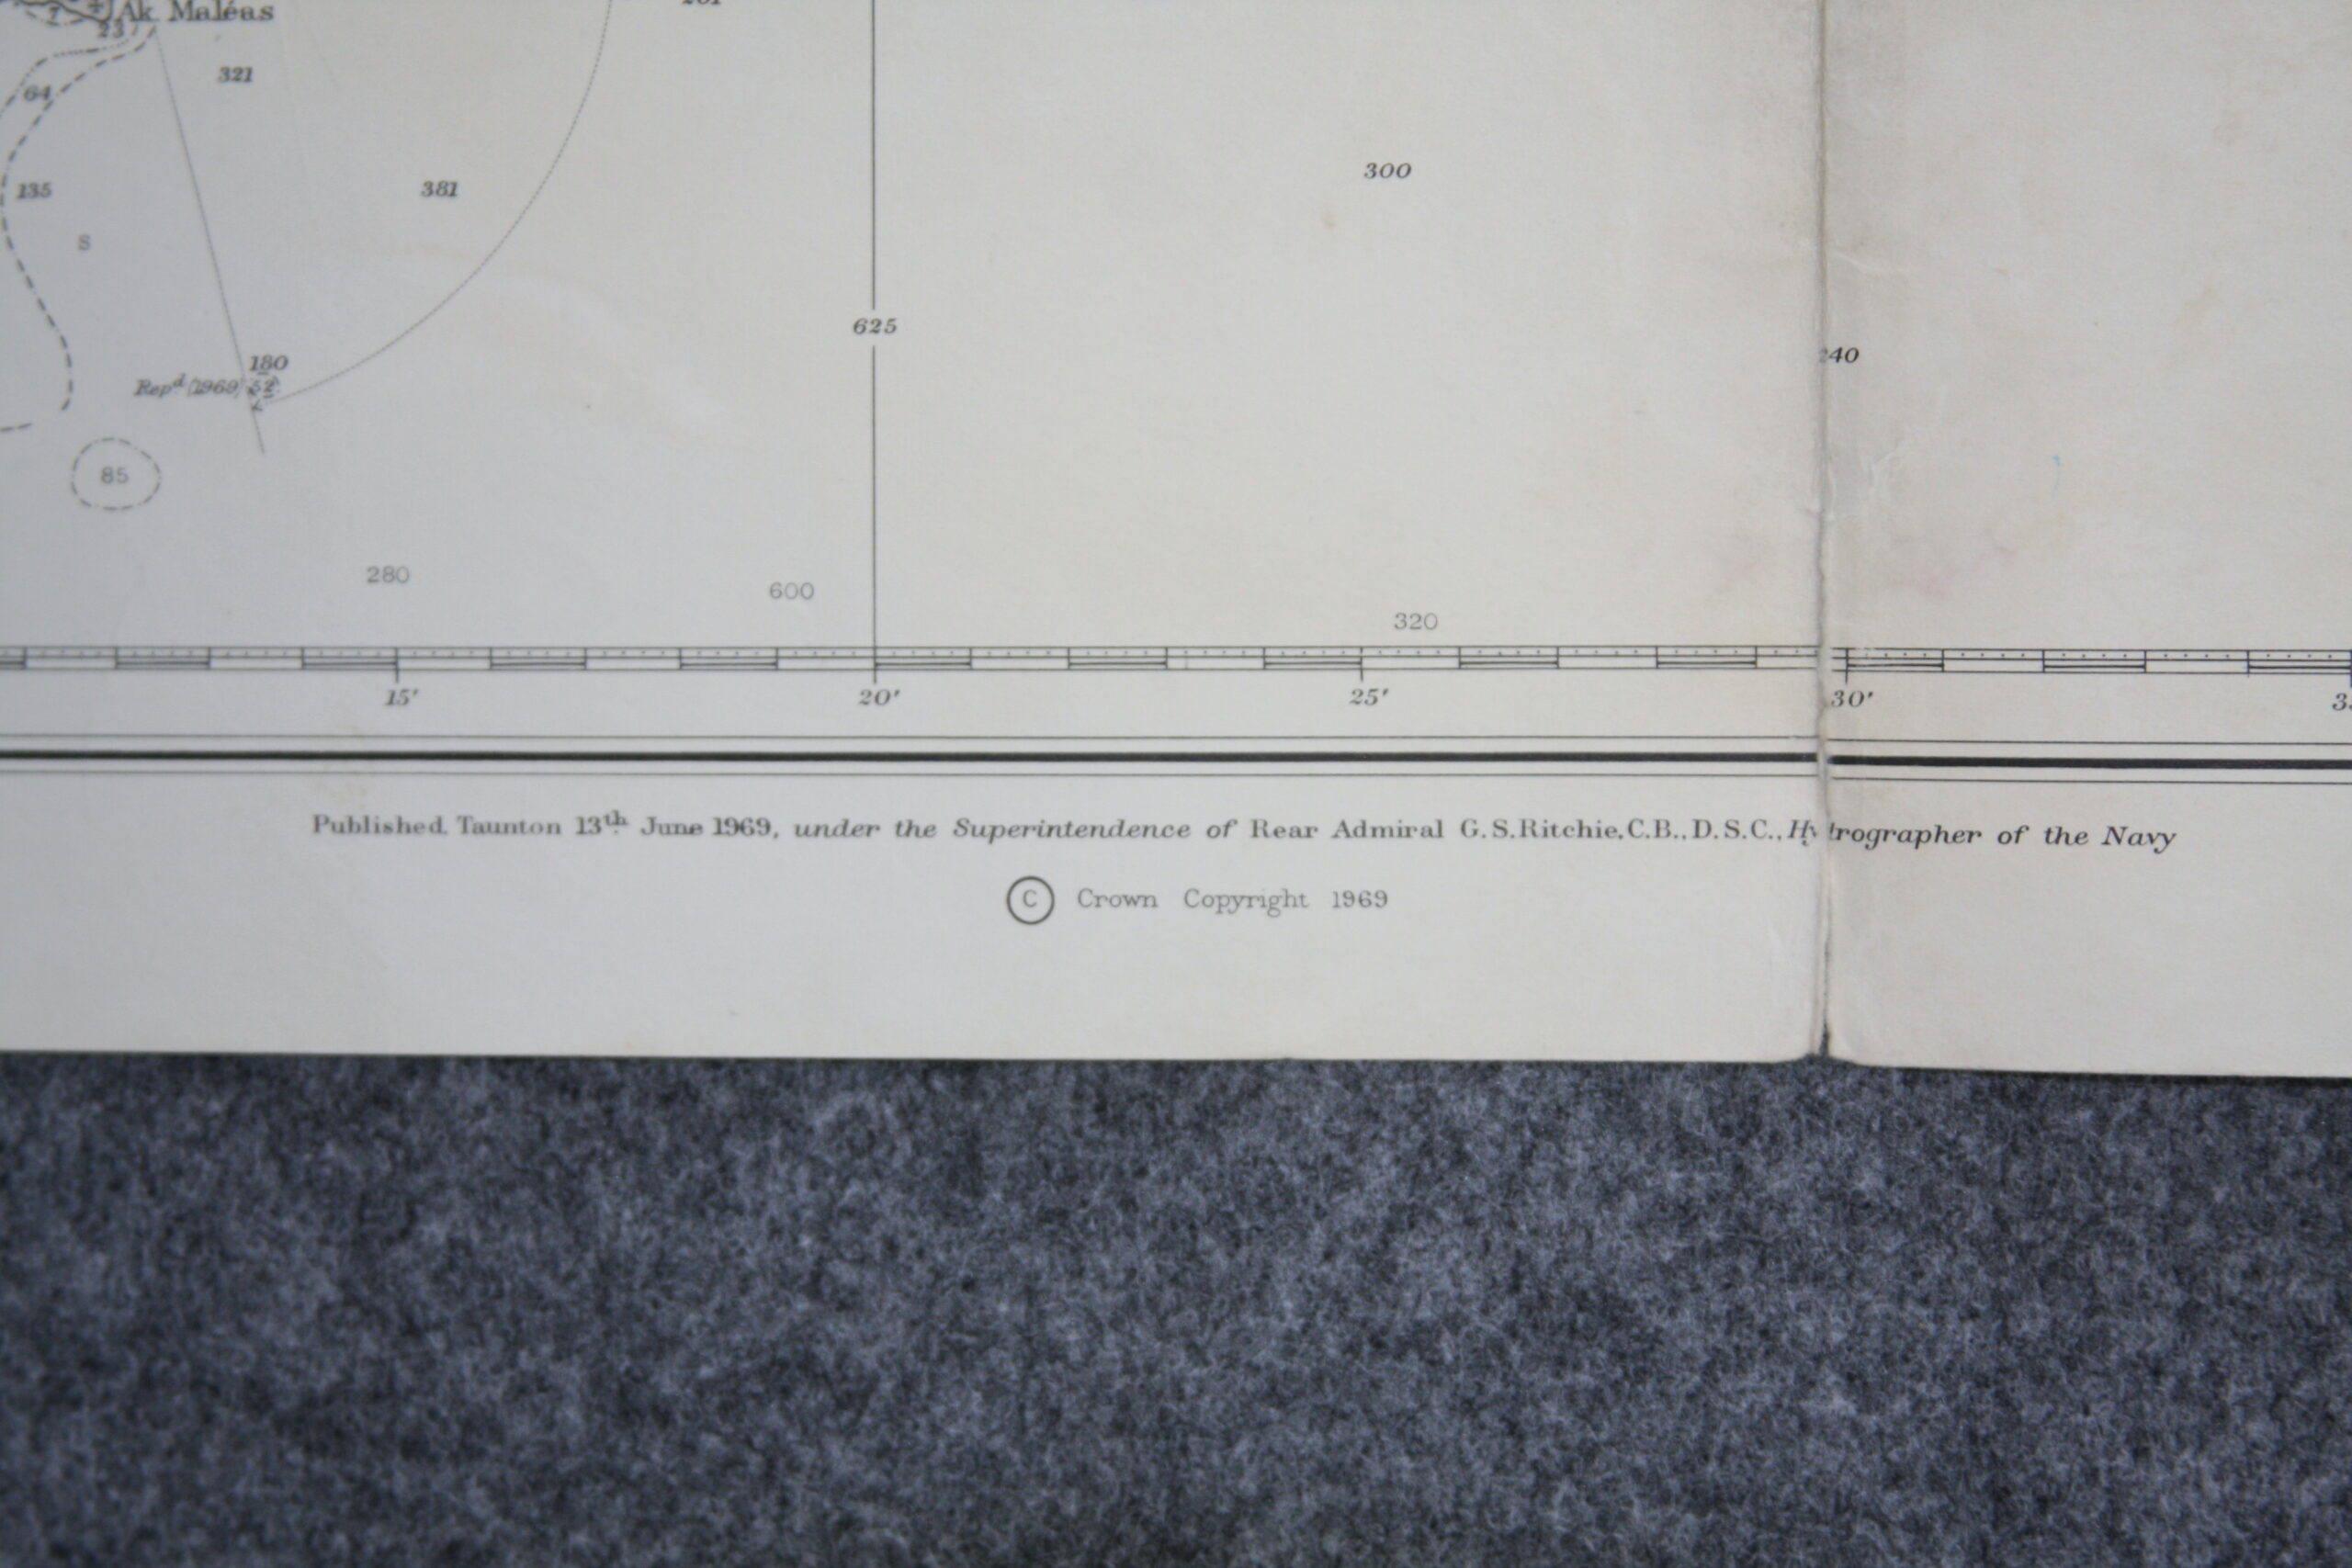 Ak. Maléas
23
321
64
135
381
300
S
625
240
180
Rep^d (1969)
85
280
600
320
15' 20' 25' 30'
Published Taunton 13th June 1969, under the Superintendence of Rear Admiral G.S.Ritchie, C.B., D.S.C., Hydrographer of the Navy
© Crown Copyright 1969